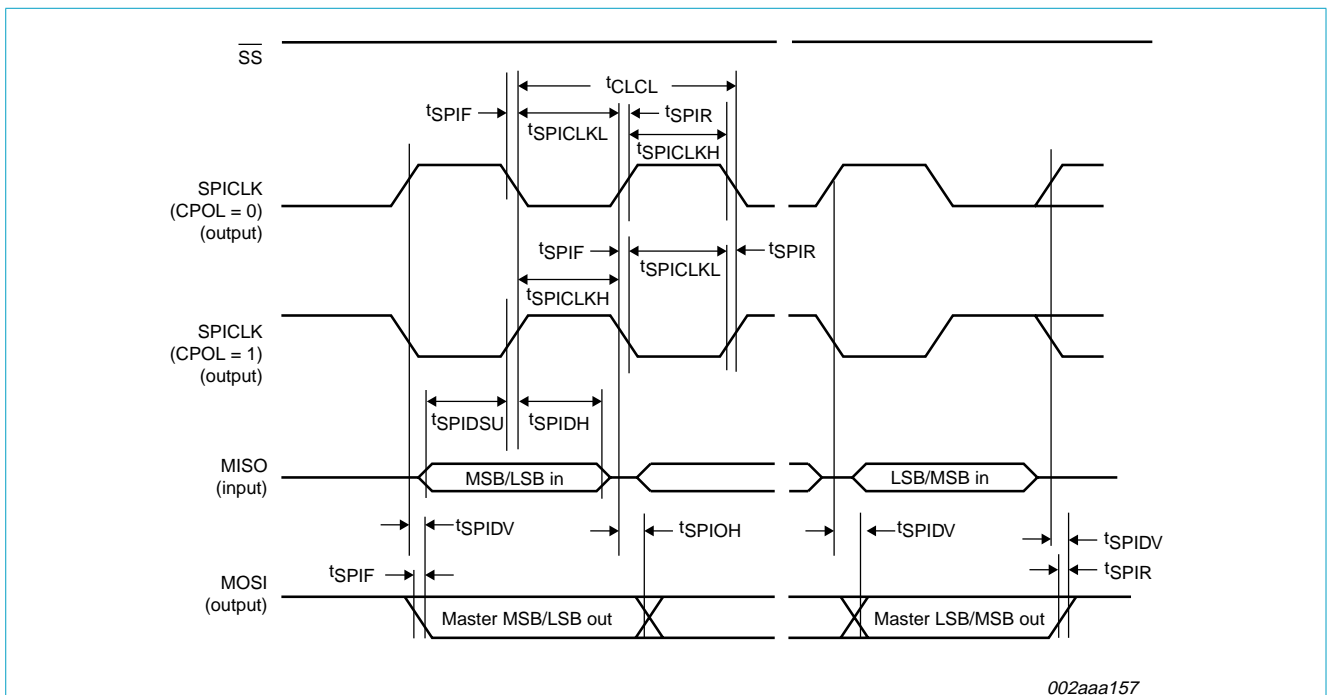 SS
tCLCL
tSPIF
tSPICLKL
tSPIR
tSPICLKH
SPICLK
(CPOL = 0)
(output)
tSPIF
tSPICLKL
tSPIR
tSPICLKH
SPICLK
(CPOL = 1)
(output)
tSPIDSU
tSPIDH
MISO
(input)
MSB/LSB in
LSB/MSB in
tSPIDV
tSPIOH
tSPIDV
tSPIDV
tSPIF
tSPIR
MOSI
(output)
Master MSB/LSB out
Master LSB/MSB out
002aaa157